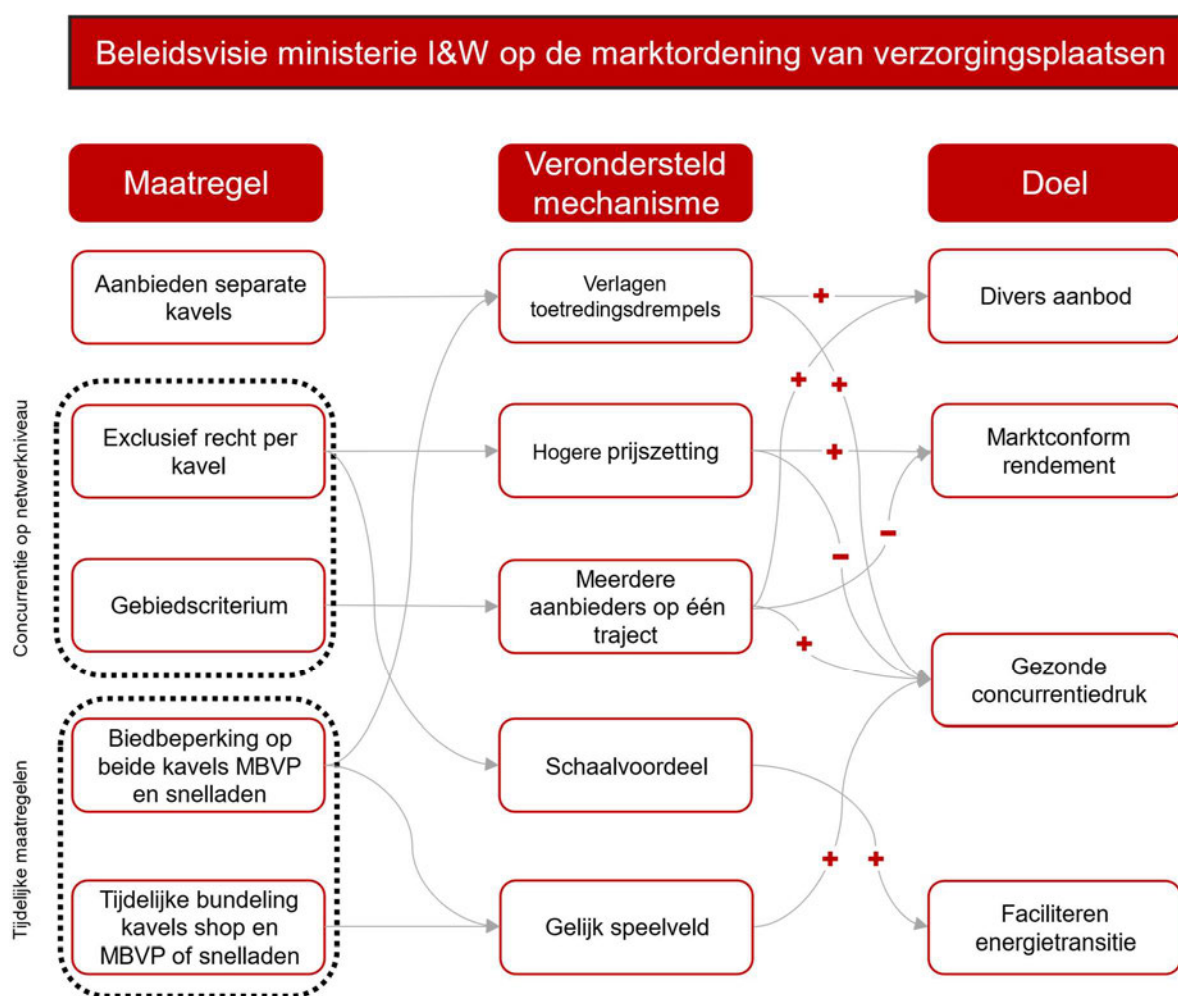 Beleidsvisie ministerie I&W op de marktordening van verzorgingsplaatsen
Maatregel
Verondersteld
mechanisme
Doel
Aanbieden separate
kavels
Verlagen
toetredingsdrempels
Divers aanbod
Concurrentie op netwerkniveau
Exclusief recht per
kavel
Hogere prijszetting
Marktconform
rendement
Gebiedscriterium
Meerdere
aanbieders op één
traject
Gezonde
concurrentiedruk
Tijdelijke maatregelen
Biedbeperking op
beide kavels MBVP
en snelladen
Schaalvoordeel
Tijdelijke bundeling
kavels shop en
MBVP of snelladen
Gelijk speelveld
Faciliteren
energietransitie